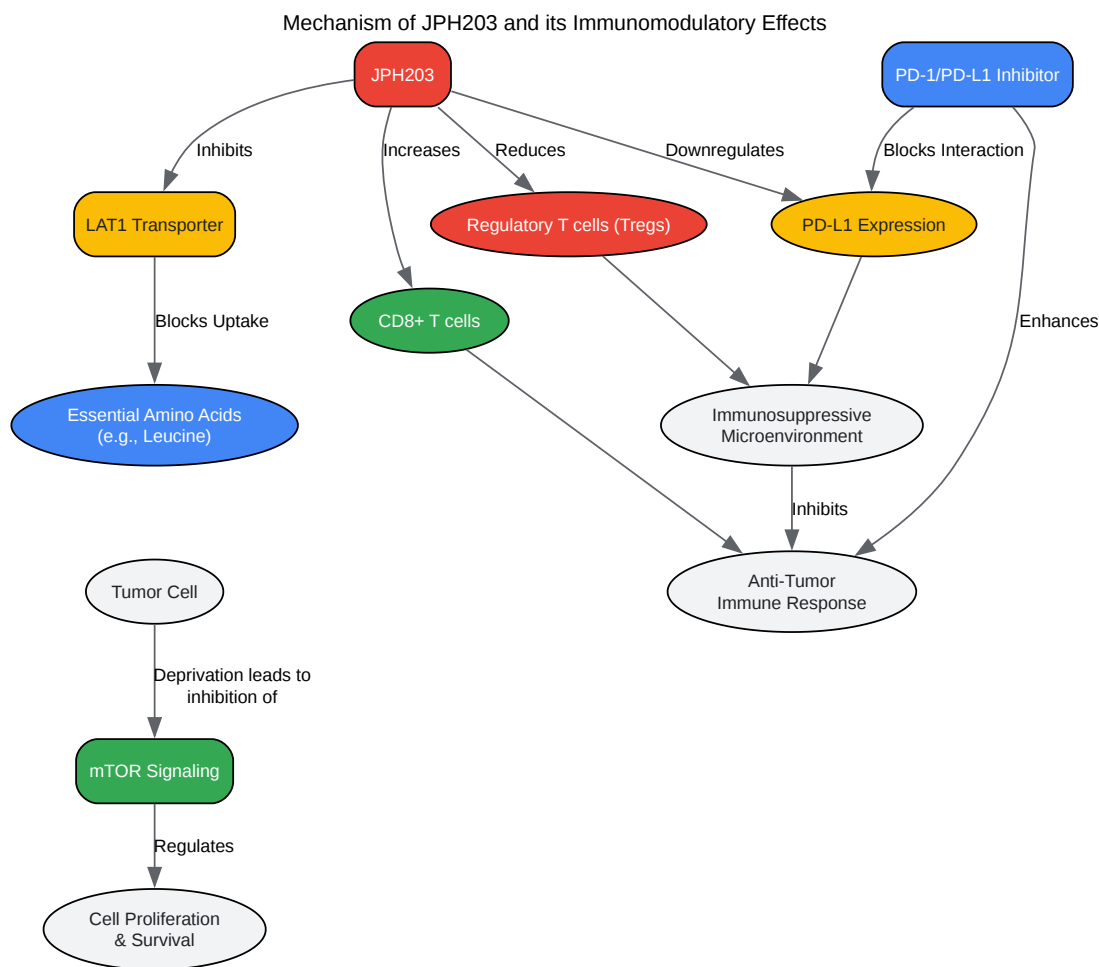 Mechanism of JPH203 and its Immunomodulatory Effects
JPH203
PD-1/PD-L1 Inhibitor
Inhibits
Increases
Reduces
Downregulates
Blocks Interaction
LAT1 Transporter
Regulatory T cells (Tregs)
PD-L1 Expression
CD8+ T cells
Blocks Uptake
Enhances
Essential Amino Acids
(e.g., Leucine)
Immunosuppressive
Microenvironment
Inhibits
Tumor Cell
Anti-Tumor
Immune Response
Deprivation leads to
inhibition of
mTOR Signaling
Regulates
Cell Proliferation
& Survival